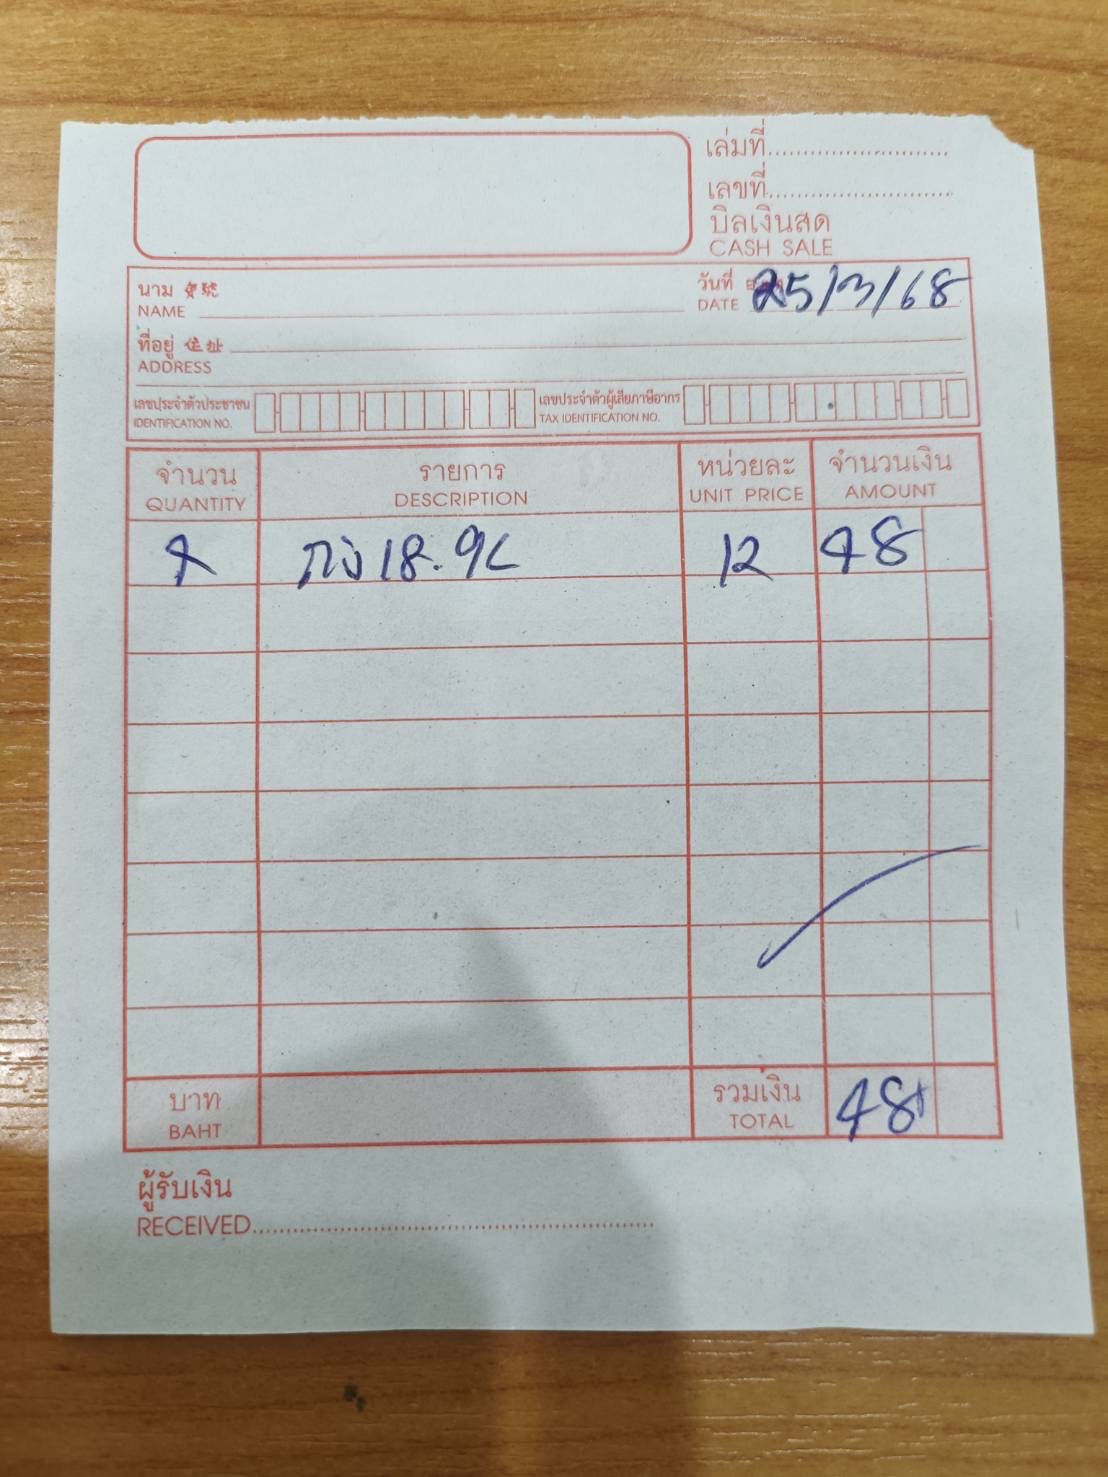 เล่มที่
เลขที่
บิลเงินสด
CASH SALE
นาม 寶號
NAME
วันที่ 25/3/68
DATE
ที่อยู่ 住址
ADDRESS
เลขประจำตัวประชาชน เลขประจำตัวผู้เสียภาษีอากร
IDENTIFICATION NO. TAX IDENTIFICATION NO.
จำนวน รายการ หน่วยละ จำนวนเงิน
QUANTITY DESCRIPTION UNIT PRICE AMOUNT
4 ถัง 18.9L 12 48
บาท รวมเงิน 48
BAHT TOTAL
ผู้รับเงิน
RECEIVED